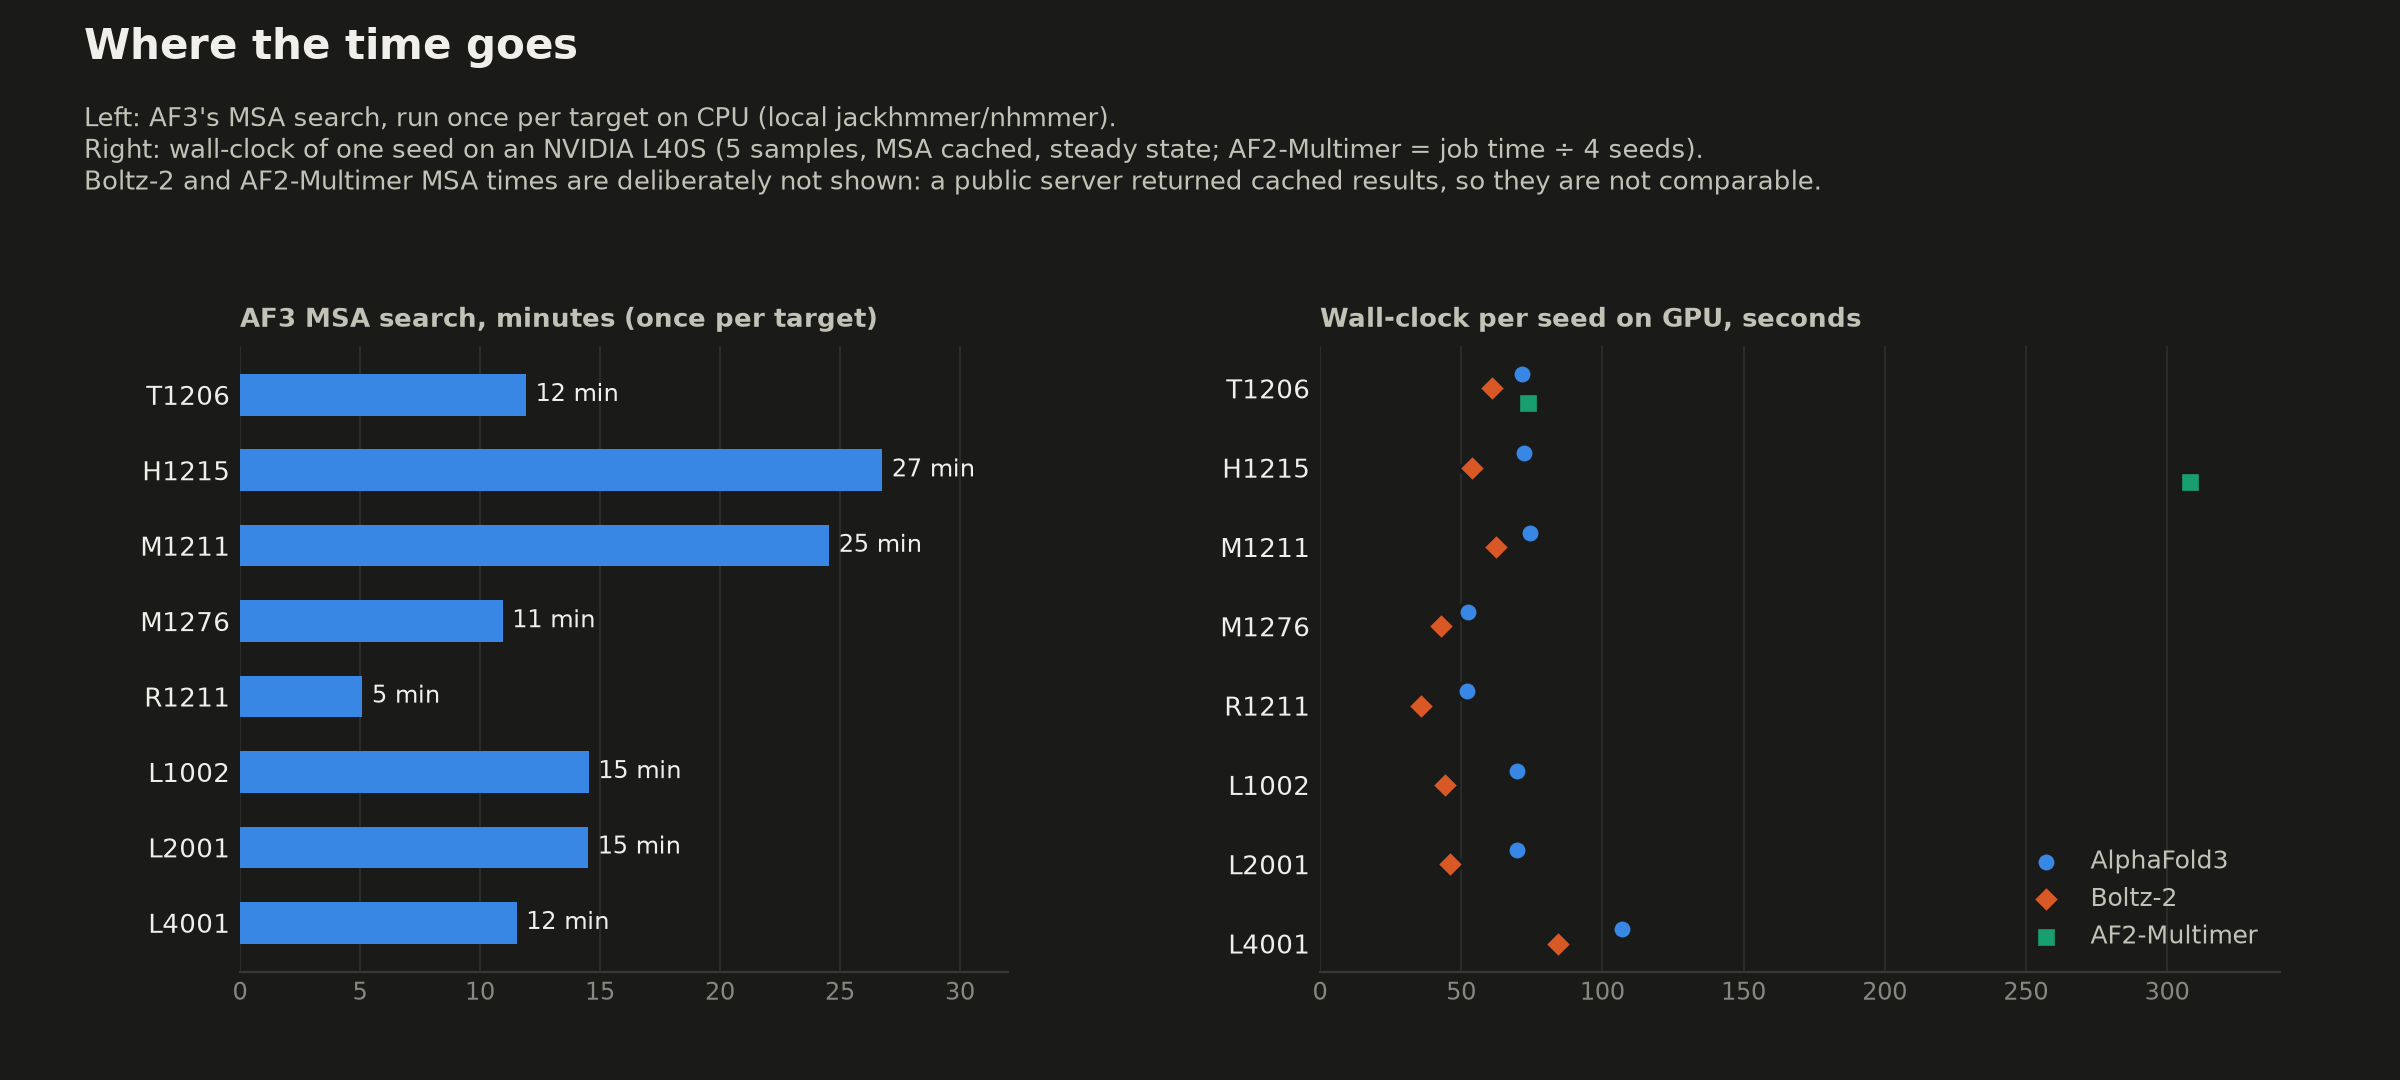 Where the time goes
Left: AF3's MSA search, run once per target on CPU (local jackhmmer/nhmmer).
Right: wall-clock of one seed on an NVIDIA L40S (5 samples, MSA cached, steady state; AF2-Multimer = job time ÷ 4 seeds).
Boltz-2 and AF2-Multimer MSA times are deliberately not shown: a public server returned cached results, so they are not comparable.
AF3 MSA search, minutes (once per target)
T1206 12 min
H1215 27 min
M1211 25 min
M1276 11 min
R1211 5 min
L1002 15 min
L2001 15 min
L4001 12 min
0 5 10 15 20 25 30
Wall-clock per seed on GPU, seconds
T1206
H1215
M1211
M1276
R1211
L1002
L2001
L4001
AlphaFold3
Boltz-2
AF2-Multimer
0 50 100 150 200 250 300